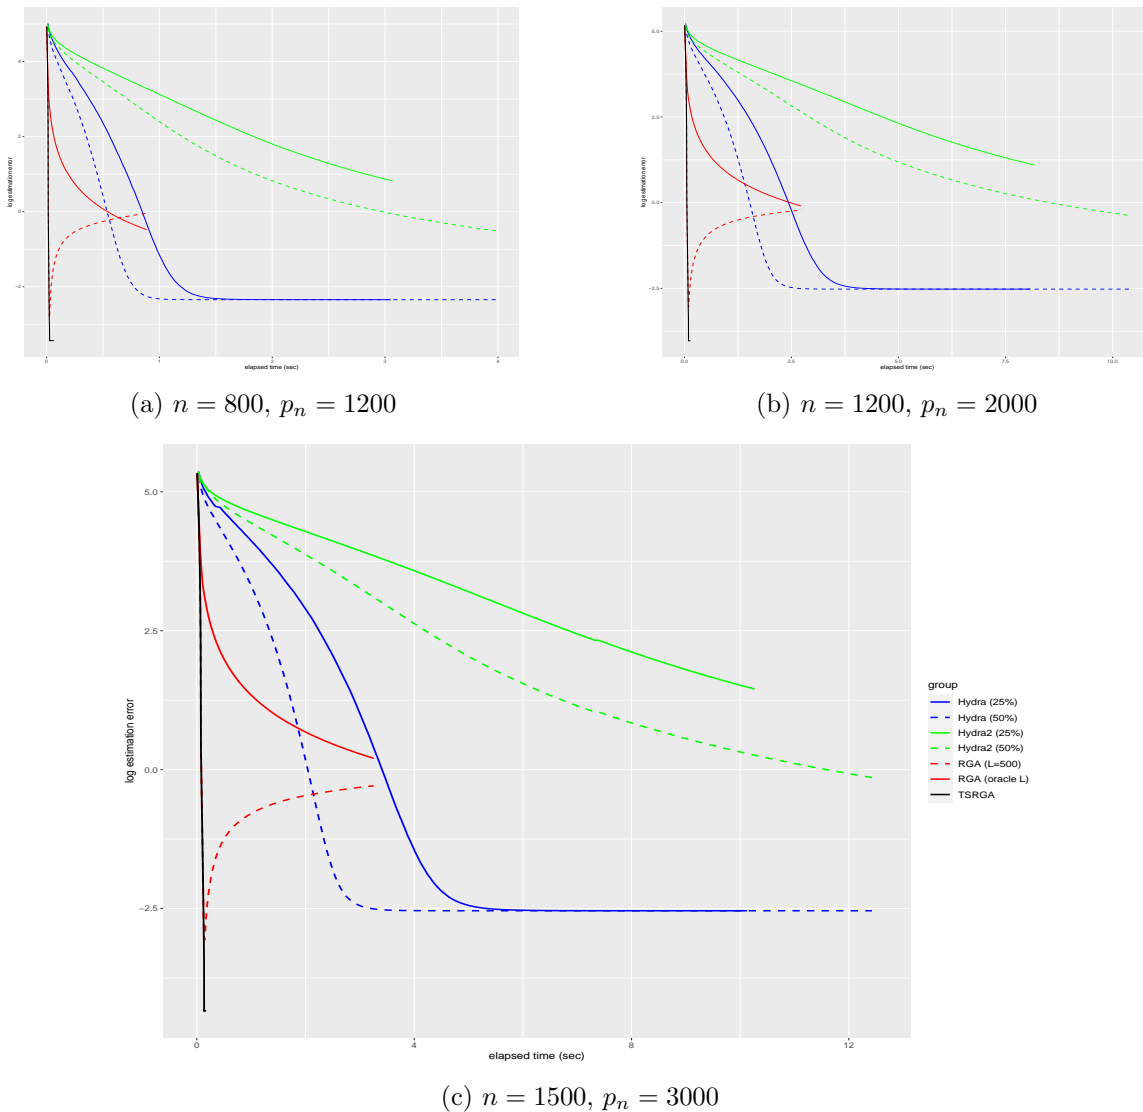 4
2
0
−2
log estimation error
0
1
2
3
4
elapsed time (sec)
(a) n = 800, pₙ = 1200
5.0
2.5
0.0
−2.5
log estimation error
0.0
2.5
5.0
7.5
10.0
elapsed time (sec)
(b) n = 1200, pₙ = 2000
5.0
2.5
0.0
−2.5
log estimation error
0
4
8
12
elapsed time (sec)
group
Hydra (25%)
Hydra (50%)
Hydra2 (25%)
Hydra2 (50%)
RGA (L=500)
RGA (oracle L)
TSRGA
(c) n = 1500, pₙ = 3000